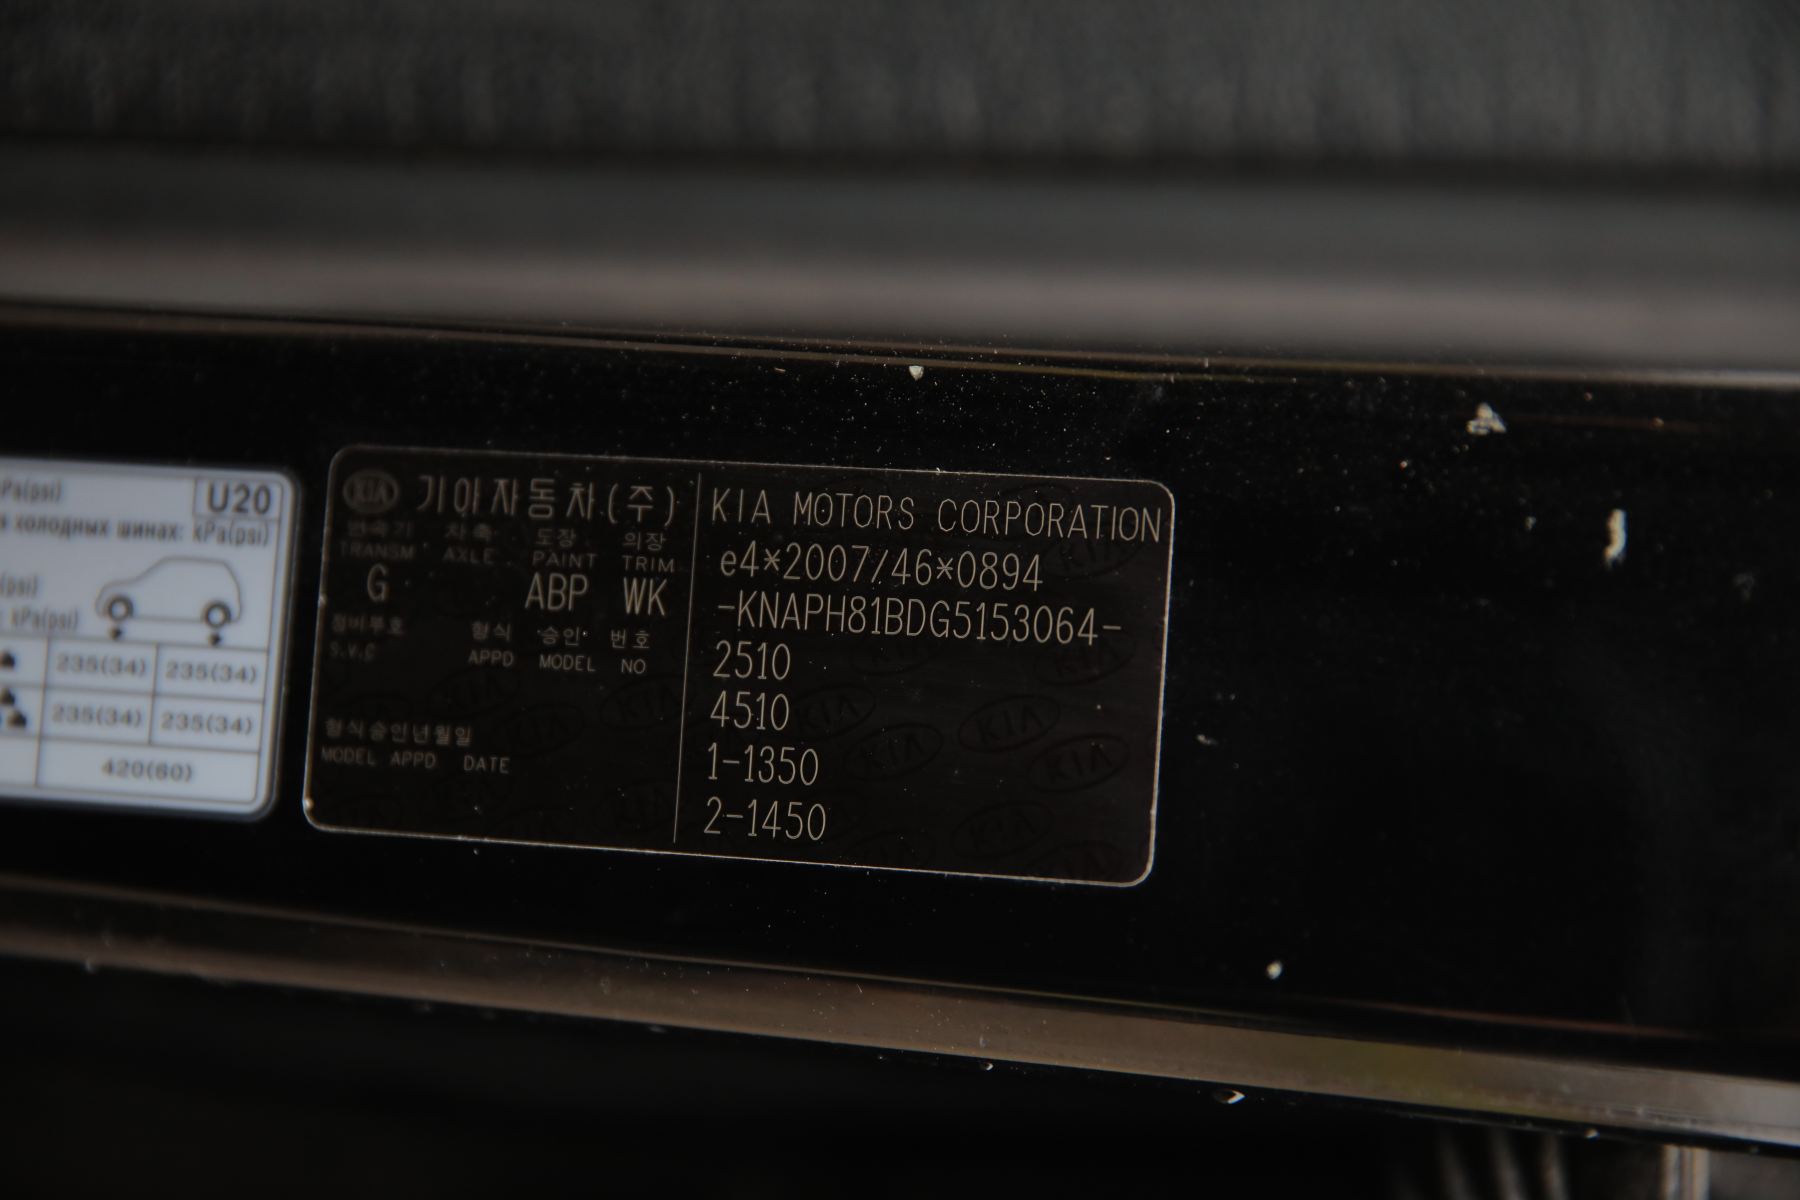 kPa(psi) U20
в холодных шинах: kPa(psi)
(psi)
: kPa(psi)
235(34) 235(34)
235(34) 235(34)
420(60)
KIA 기아자동차(주)
변속기 차축 도장 의장
TRANSM AXLE PAINT TRIM
G ABP WK
정비부호 형식 승인 번호
S.V.C APPD MODEL NO
형식승인년월일
MODEL APPD DATE
KIA MOTORS CORPORATION
e4*2007/46*0894
-KNAPH81BDG5153064-
2510
4510
1-1350
2-1450